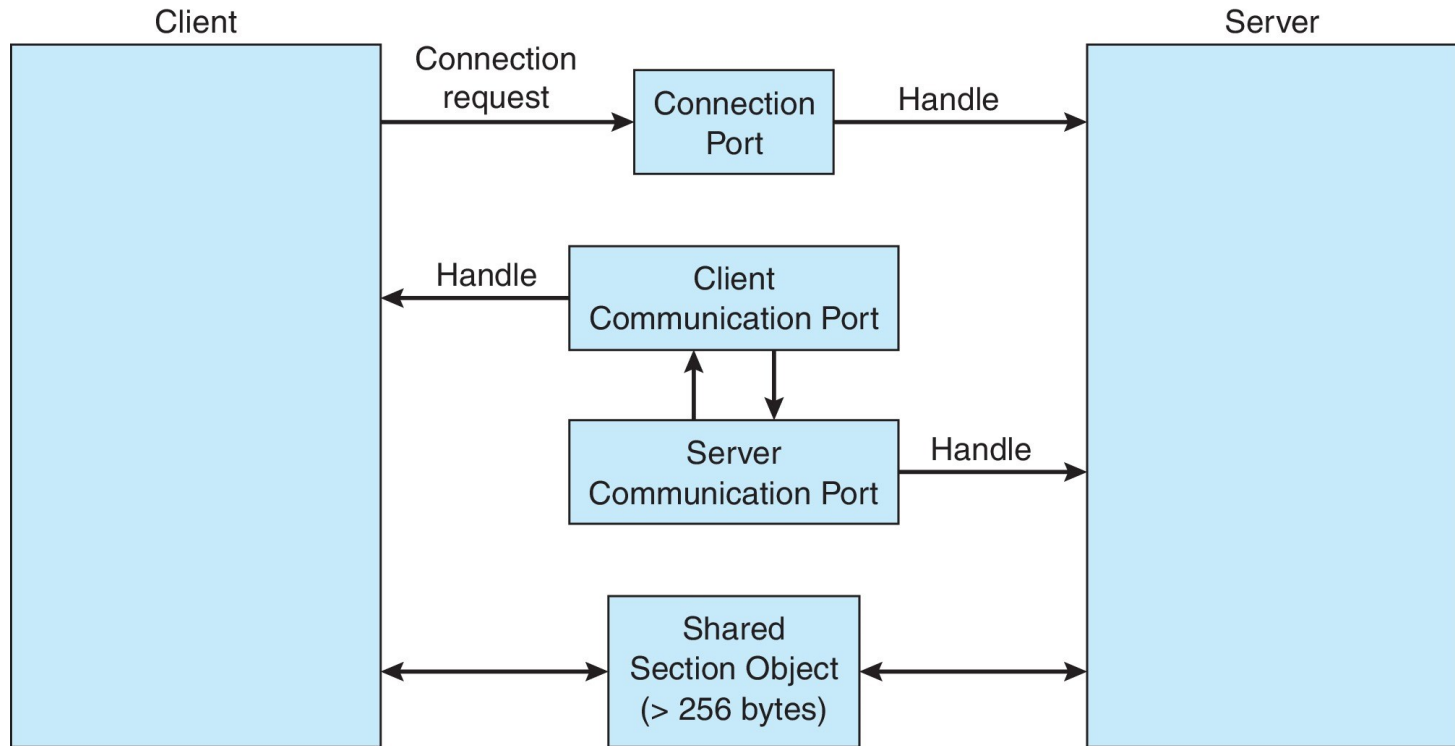 Client
Server
Connection
request
Connection
Port
Handle
Handle
Client
Communication Port
Server
Communication Port
Handle
Shared
Section Object
(> 256 bytes)